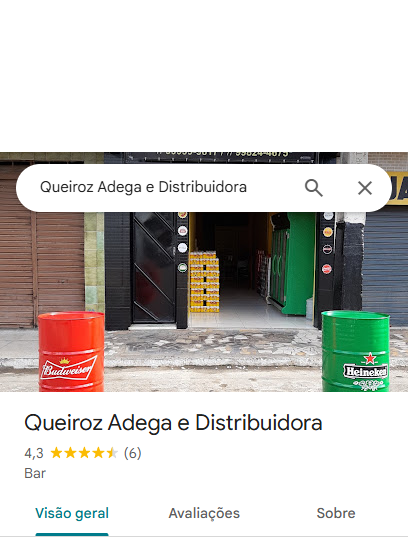 Queiroz Adega e Distribuidora
Budweiser
Heineken
Queiroz Adega e Distribuidora
4,3 (6)
Bar
Visão geral Avaliações Sobre